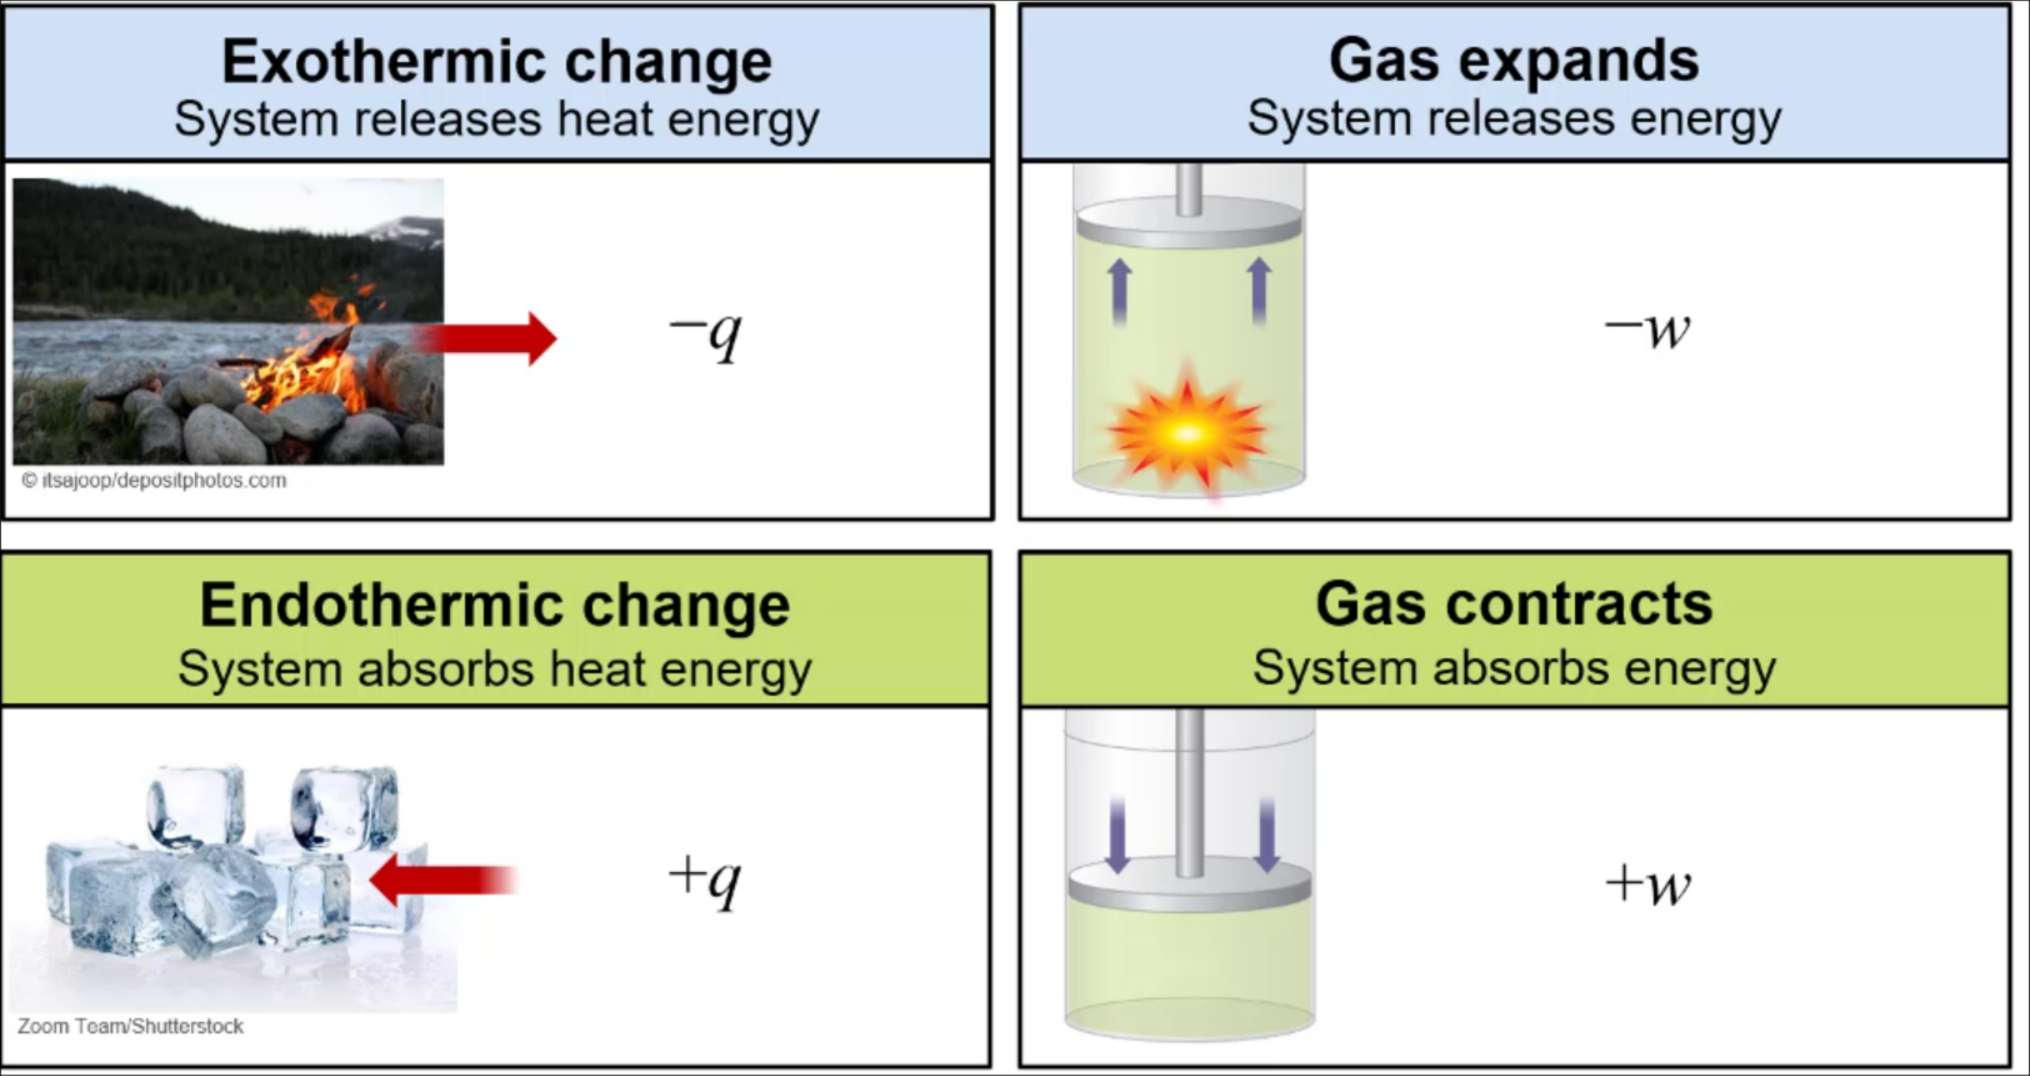 Exothermic change
System releases heat energy
−q
© itsajoop/depositphotos.com
Gas expands
System releases energy
−w
Endothermic change
System absorbs heat energy
+q
Zoom Team/Shutterstock
Gas contracts
System absorbs energy
+w